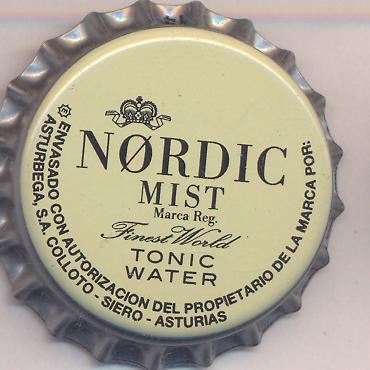 NØRDIC
MIST
Marca Reg.
Finest World
TONIC
WATER
ENVASADO CON AUTORIZACION DEL PROPIETARIO DE LA MARCA POR:
ASTURBEGA, S.A. COLLOTO - SIERO - ASTURIAS